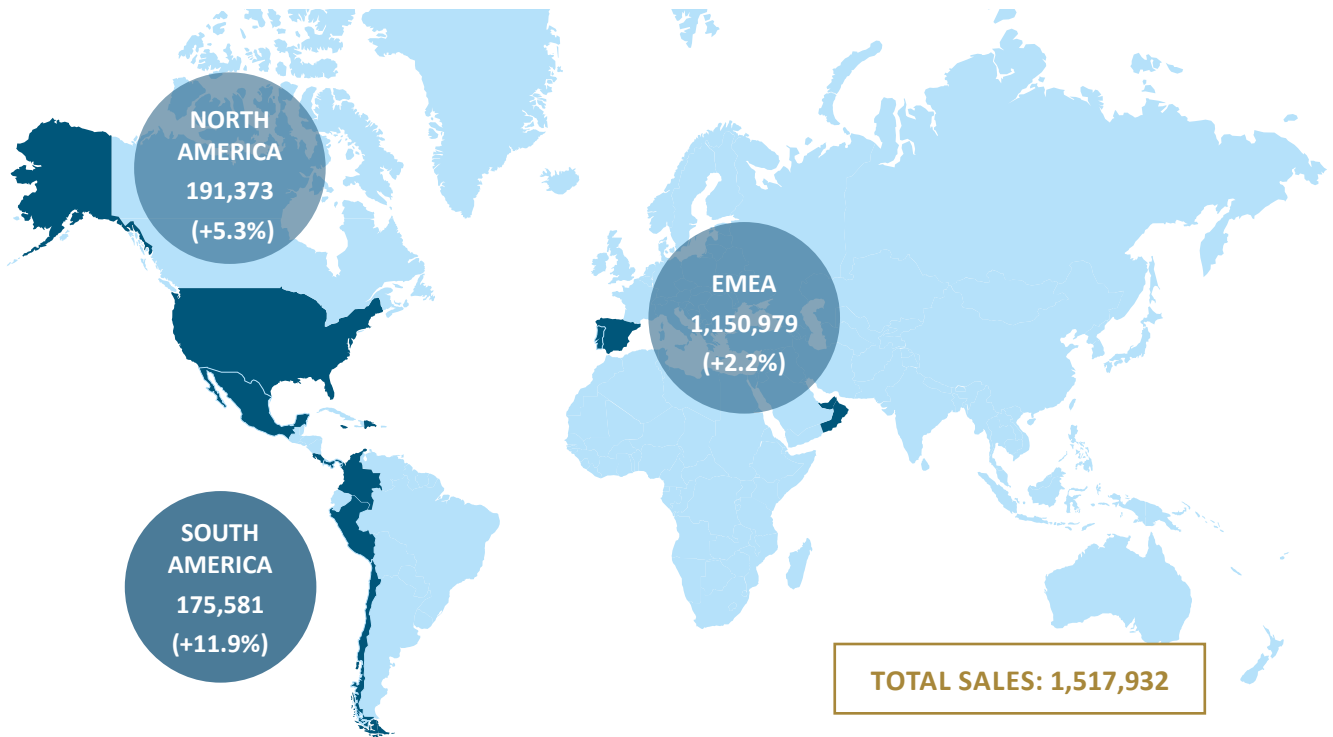 NORTH
AMERICA
191,373
(+5.3%)
EMEA
1,150,979
(+2.2%)
SOUTH
AMERICA
175,581
(+11.9%)
TOTAL SALES: 1,517,932